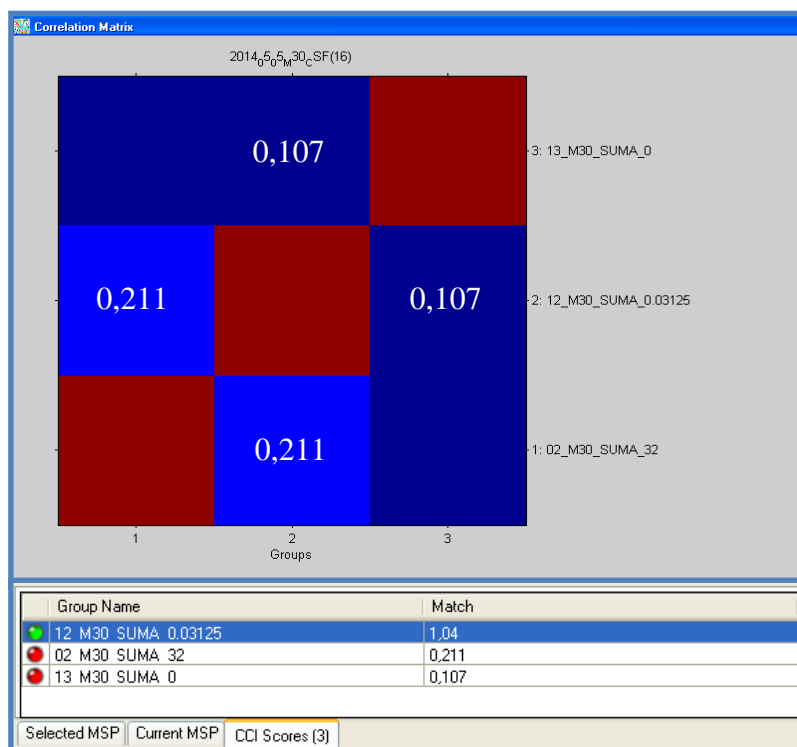 Correlation Matrix
2014₀5₀5ₘ30_CSF(16)
0,107
3: 13_M30_SUMA_0
0,211
0,107
2: 12_M30_SUMA_0.03125
0,211
1: 02_M30_SUMA_32
1 2 3
Groups
Group Name Match
12 M30 SUMA 0.03125 1,04
02 M30 SUMA 32 0,211
13 M30 SUMA 0 0,107
Selected MSP Current MSP CCI Scores (3)